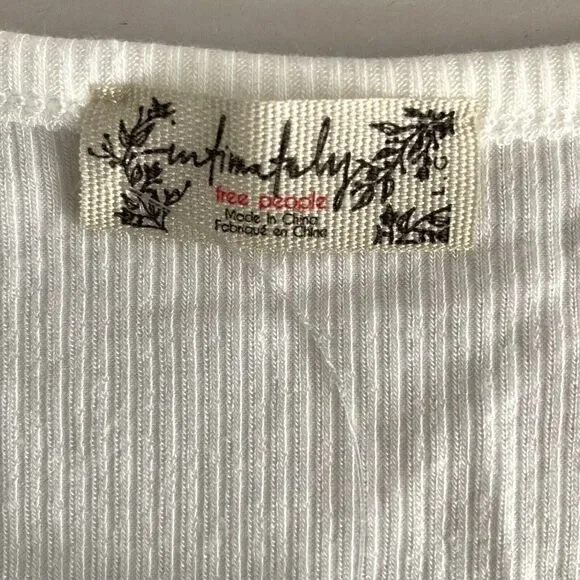 intimately
free people
Made in China
Fabriqué en Chine